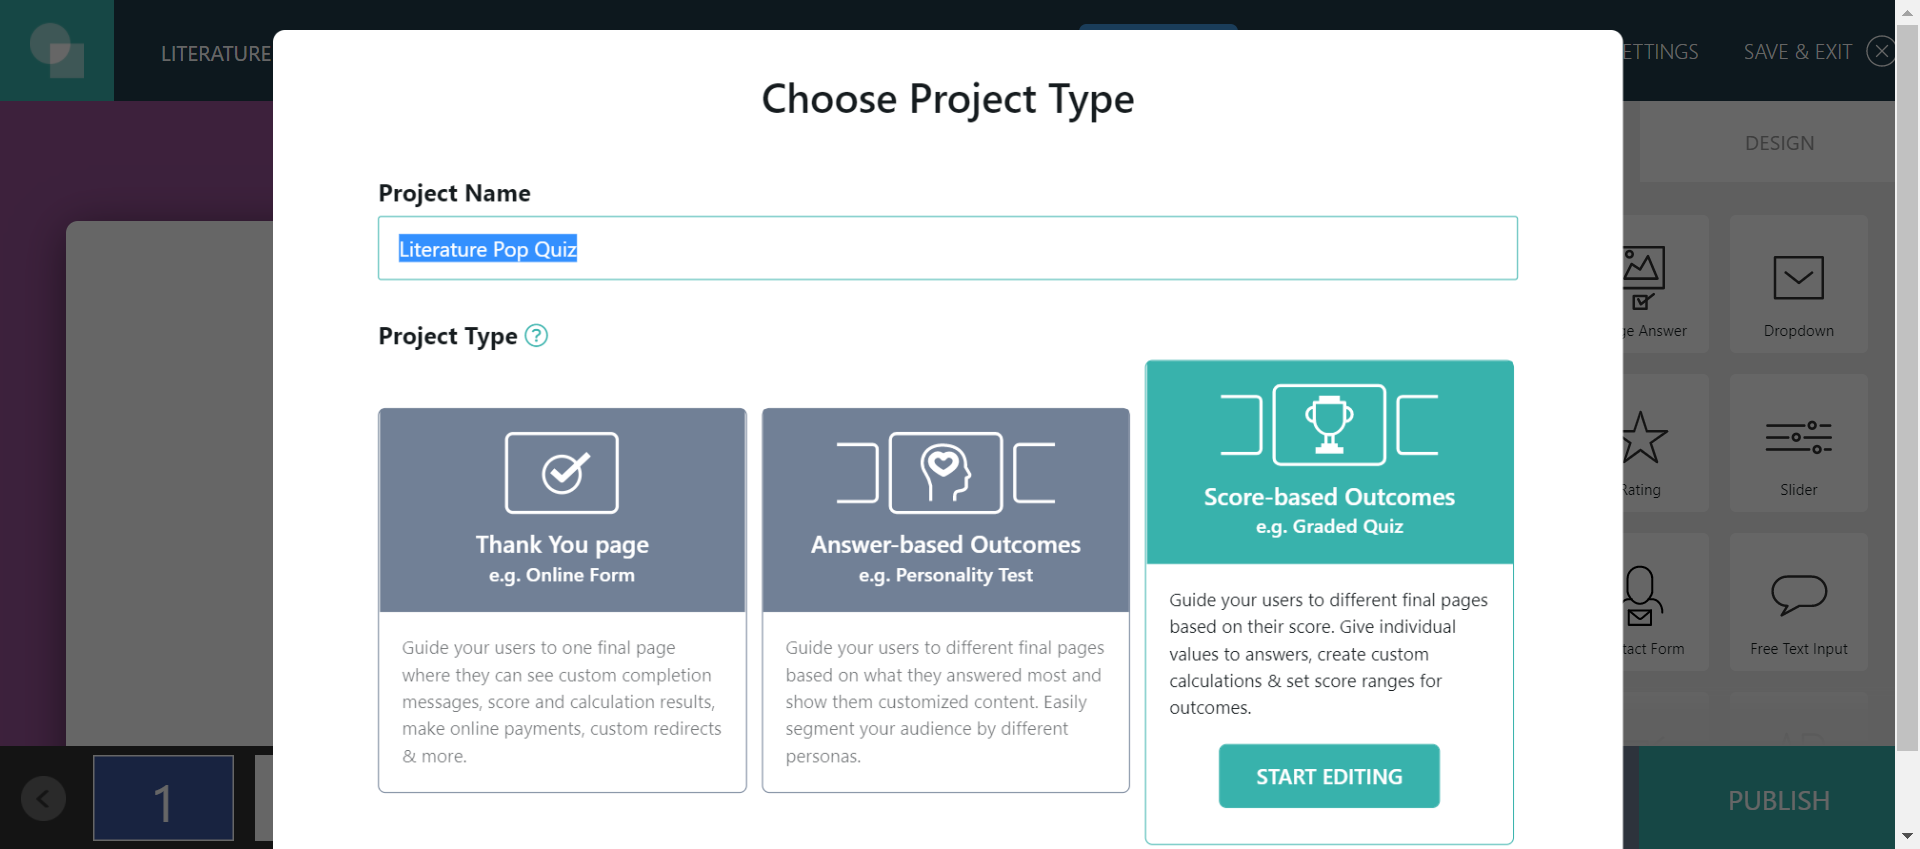 LITERATURE
ETTINGS
SAVE & EXIT
DESIGN
Choose Project Type
Project Name
Literature Pop Quiz
Project Type ?
Thank You page
e.g. Online Form
Guide your users to one final page
where they can see custom completion
messages, score and calculation results,
make online payments, custom redirects
& more.
Answer-based Outcomes
e.g. Personality Test
Guide your users to different final pages
based on what they answered most and
show them customized content. Easily
segment your audience by different
personas.
Score-based Outcomes
e.g. Graded Quiz
Guide your users to different final pages
based on their score. Give individual
values to answers, create custom
calculations & set score ranges for
outcomes.
START EDITING
ge Answer
Dropdown
Rating
Slider
tact Form
Free Text Input
1
PUBLISH